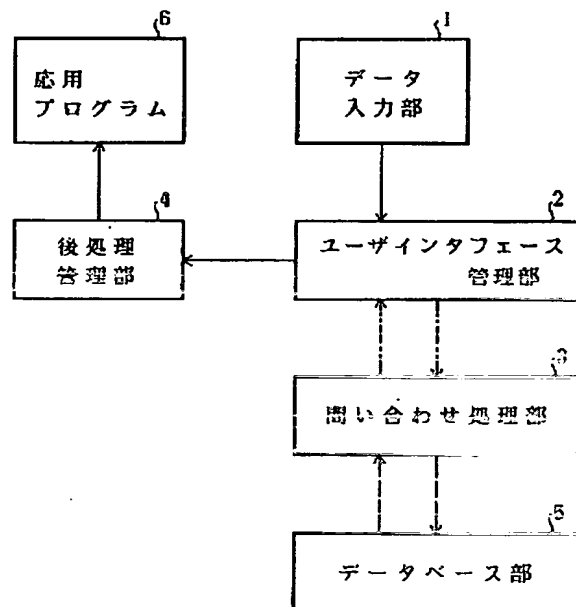 6
応用
プログラム
1
データ
入力部
4
後処理
管理部
2
ユーザインタフェース
管理部
3
問い合わせ処理部
5
データベース部